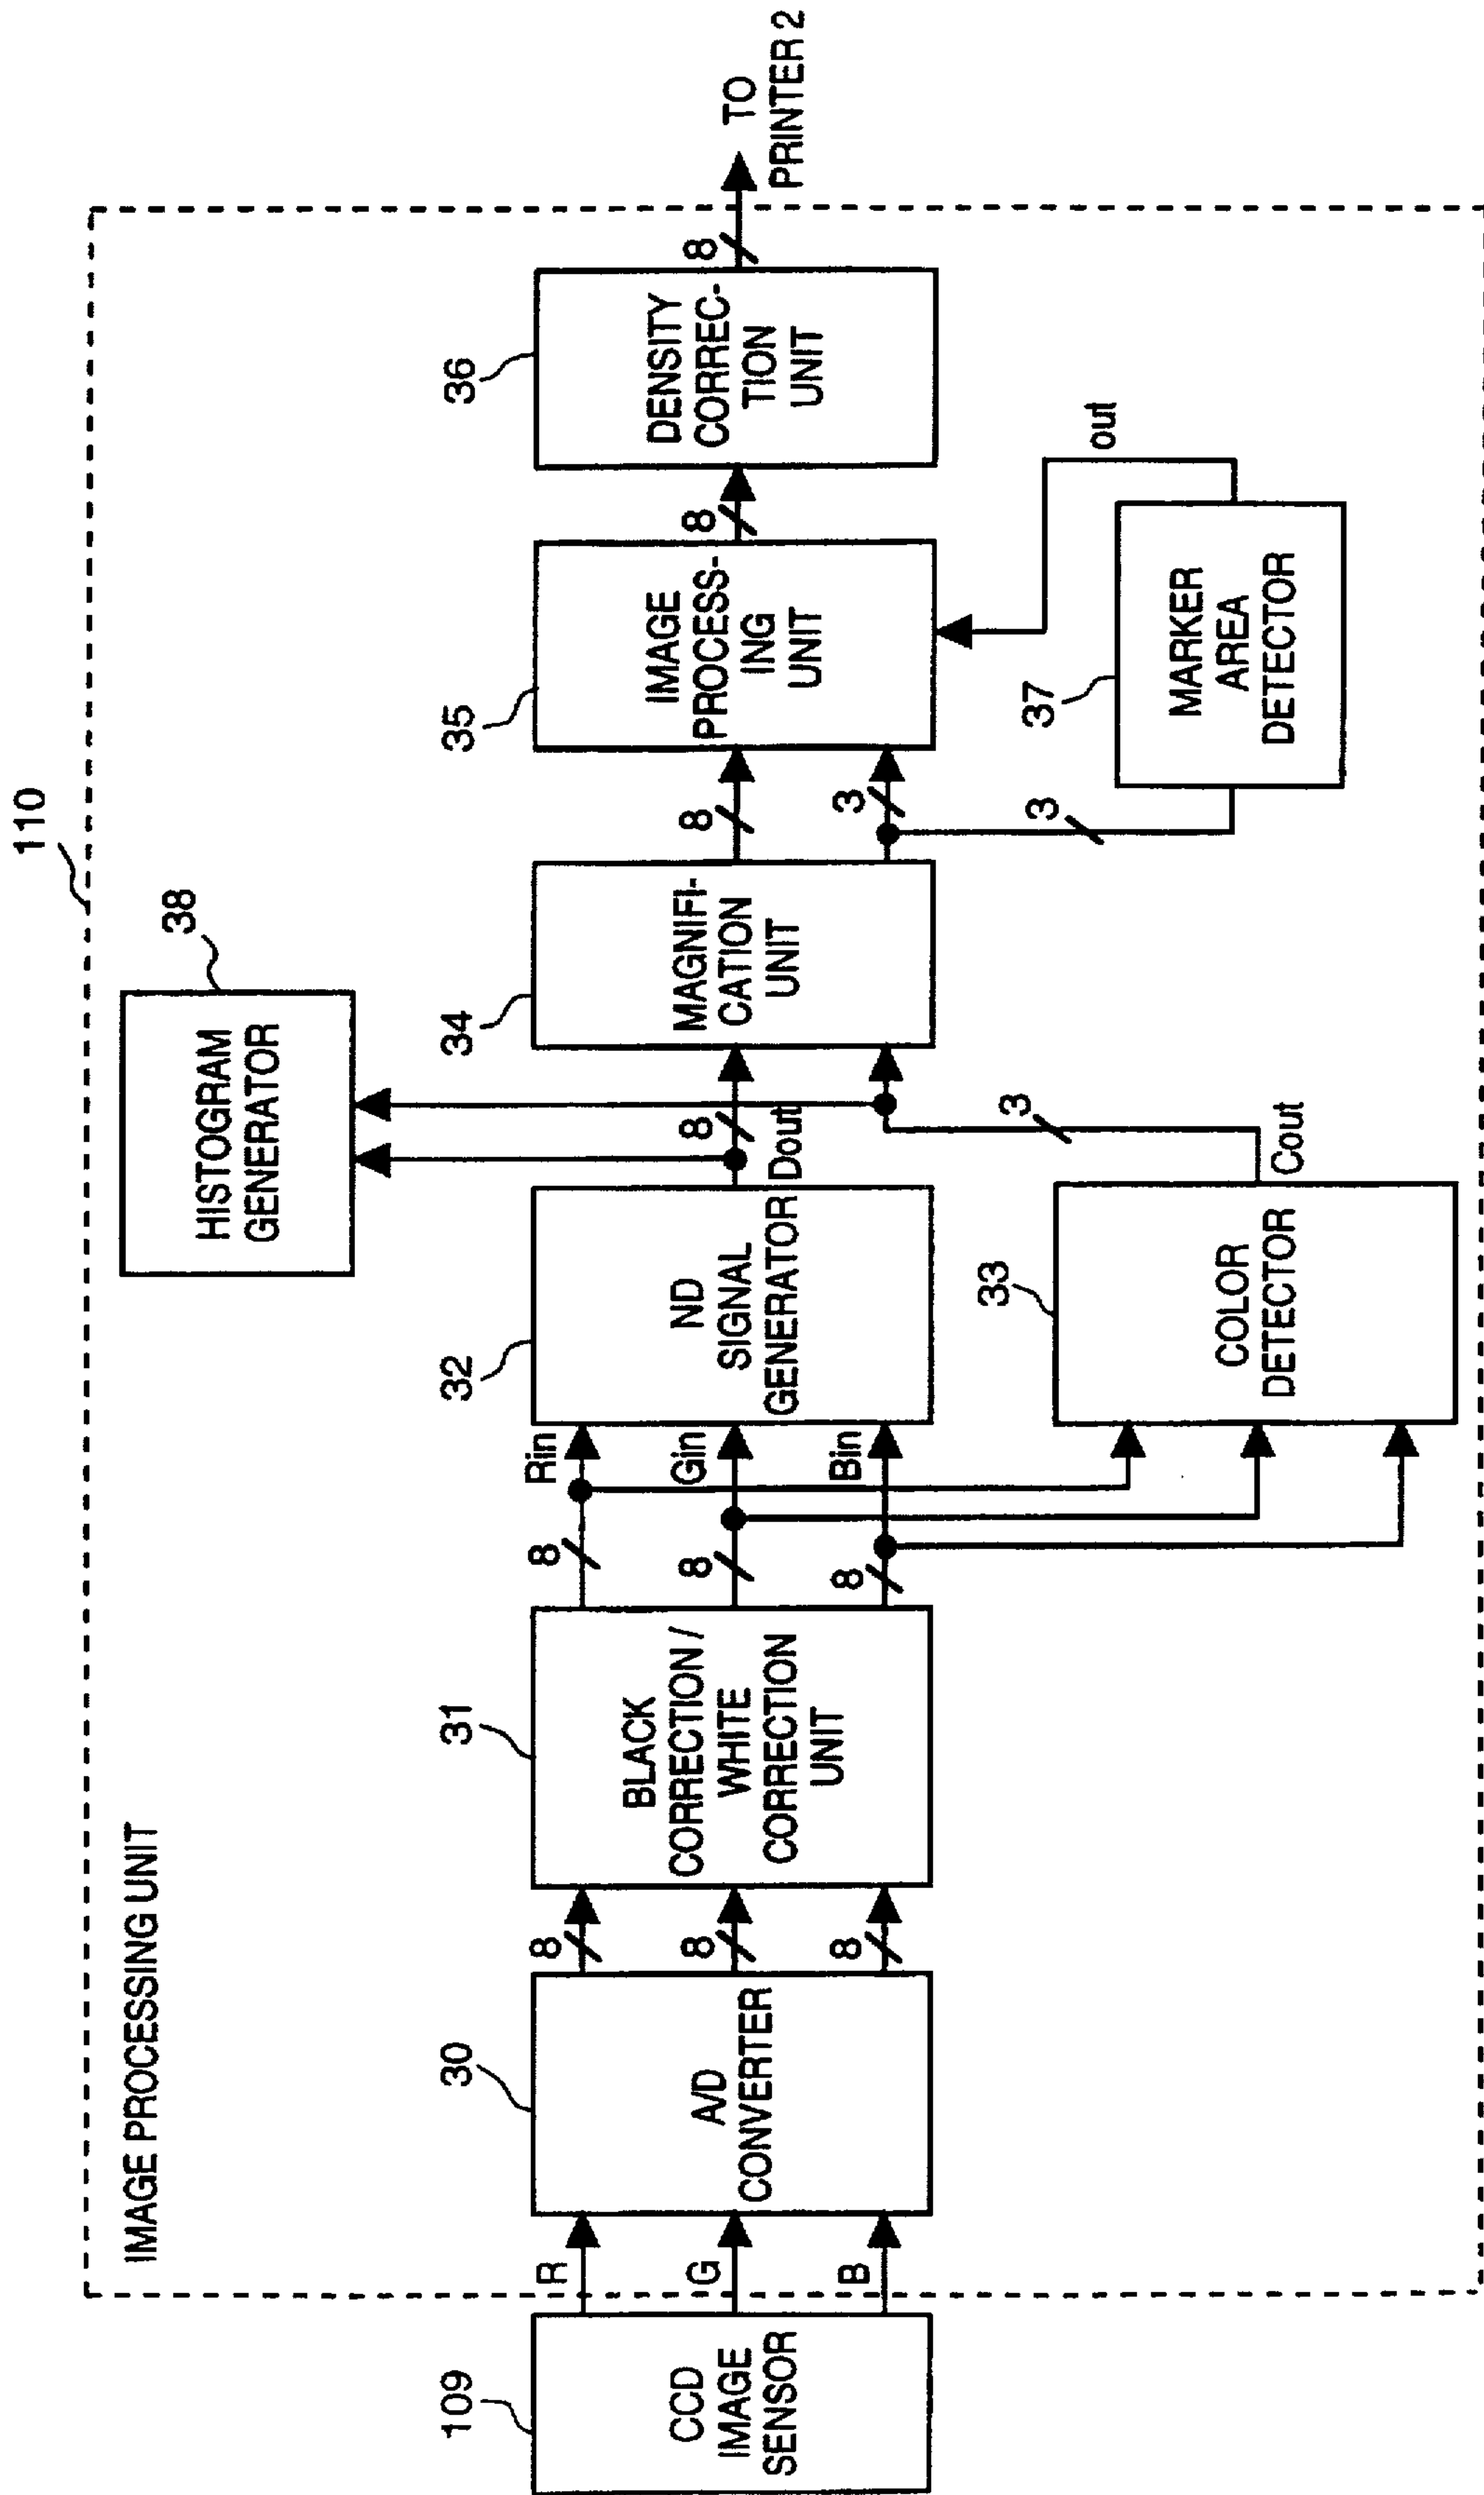 110
IMAGE PROCESSING UNIT
38
HISTOGRAM
GENERATOR
109
CCD
IMAGE
SENSOR
R
G
B
30
A/D
CONVERTER
8
8
8
31
BLACK
CORRECTION /
WHITE
CORRECTION
UNIT
8
8
8
Rin
Gin
Bin
32
ND
SIGNAL
GENERATOR
8
Dout
33
COLOR
DETECTOR
3
Cout
34
MAGNIFI-
CATION
UNIT
8
3
3
35
IMAGE
PROCESS-
ING
UNIT
8
37
MARKER
AREA
DETECTOR
out
36
DENSITY
CORREC-
TION
UNIT
8
TO
PRINTER 2